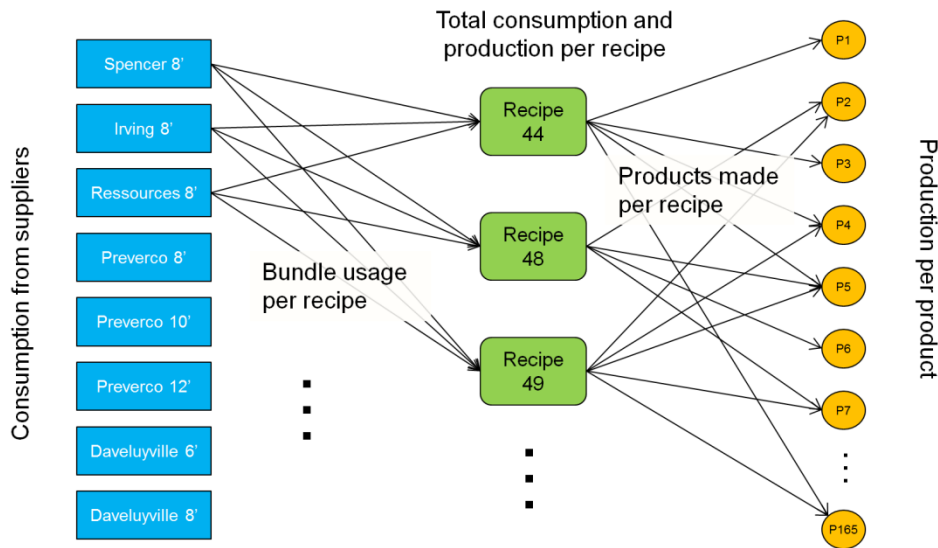 Total consumption and
production per recipe
Consumption from suppliers
Spencer 8’
Irving 8’
Ressources 8’
Preverco 8’
Preverco 10’
Preverco 12’
Daveluyville 6’
Daveluyville 8’
Bundle usage
per recipe
Recipe
44
Recipe
48
Recipe
49
Products made
per recipe
P1
P2
P3
P4
P5
P6
P7
P165
Production per product